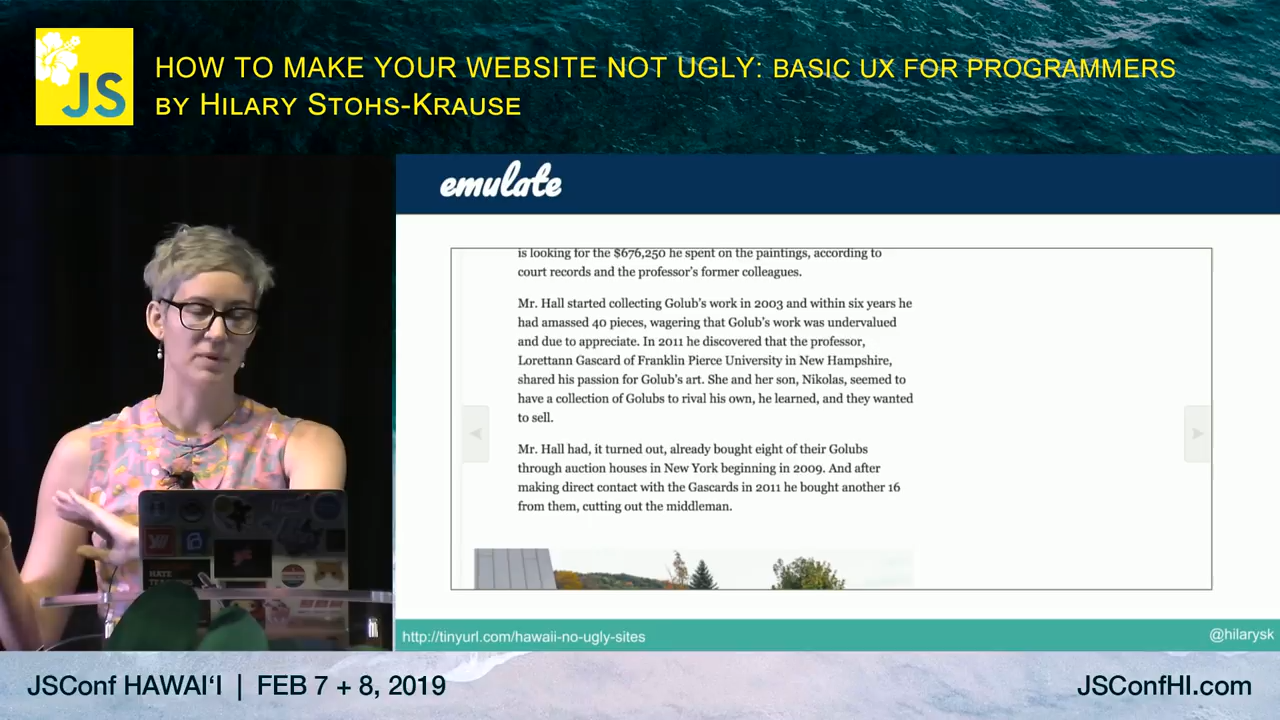 JS
HOW TO MAKE YOUR WEBSITE NOT UGLY: BASIC UX FOR PROGRAMMERS
BY HILARY STOHS-KRAUSE
emulate
is looking for the $676,250 he spent on the paintings, according to
court records and the professor's former colleagues.
Mr. Hall started collecting Golub's work in 2003 and within six years he
had amassed 40 pieces, wagering that Golub's work was undervalued
and due to appreciate. In 2011 he discovered that the professor,
Lorettann Gascard of Franklin Pierce University in New Hampshire,
shared his passion for Golub's art. She and her son, Nikolas, seemed to
have a collection of Golubs to rival his own, he learned, and they wanted
to sell.
Mr. Hall had, it turned out, already bought eight of their Golubs
through auction houses in New York beginning in 2009. And after
making direct contact with the Gascards in 2011 he bought another 16
from them, cutting out the middleman.
http://tinyurl.com/hawaii-no-ugly-sites
@hilarysk
JSConf HAWAIʻI | FEB 7 + 8, 2019
JSConfHI.com